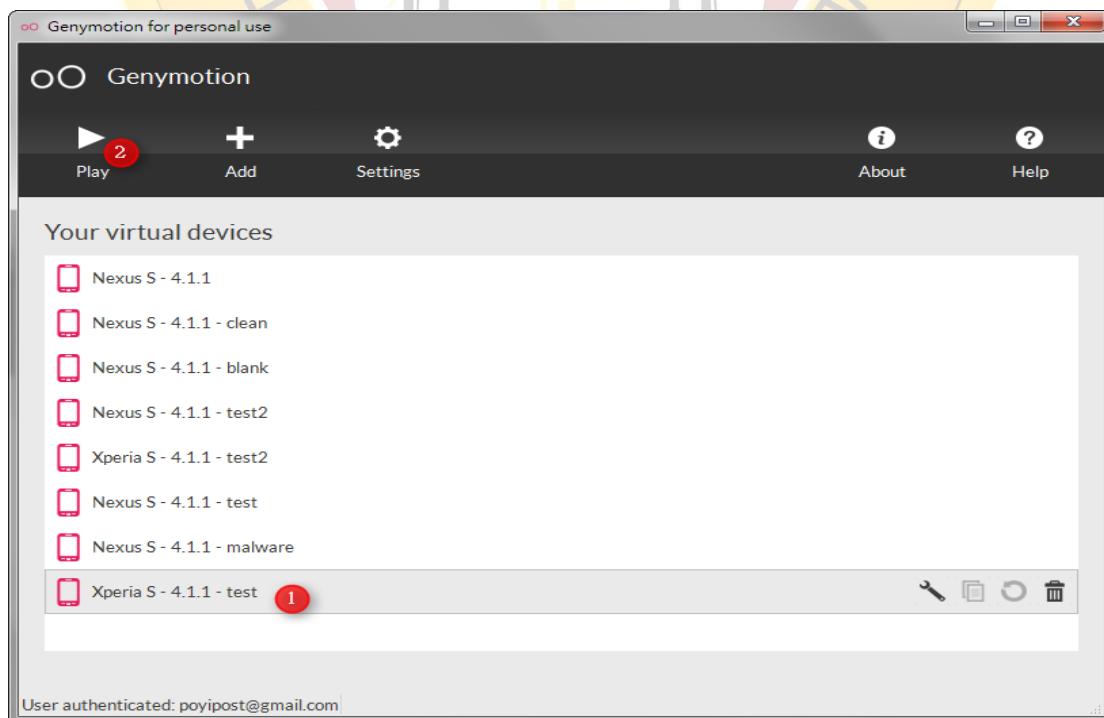 Genymotion for personal use
Genymotion
2
Play Add Settings About Help
Your virtual devices
Nexus S - 4.1.1
Nexus S - 4.1.1 - clean
Nexus S - 4.1.1 - blank
Nexus S - 4.1.1 - test2
Xperia S - 4.1.1 - test2
Nexus S - 4.1.1 - test
Nexus S - 4.1.1 - malware
Xperia S - 4.1.1 - test 1
User authenticated: poyipost@gmail.com